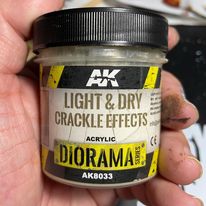 AK
LIGHT & DRY
CRACKLE EFFECTS
ACRYLIC
DIORAMA
SERIES
AK8033